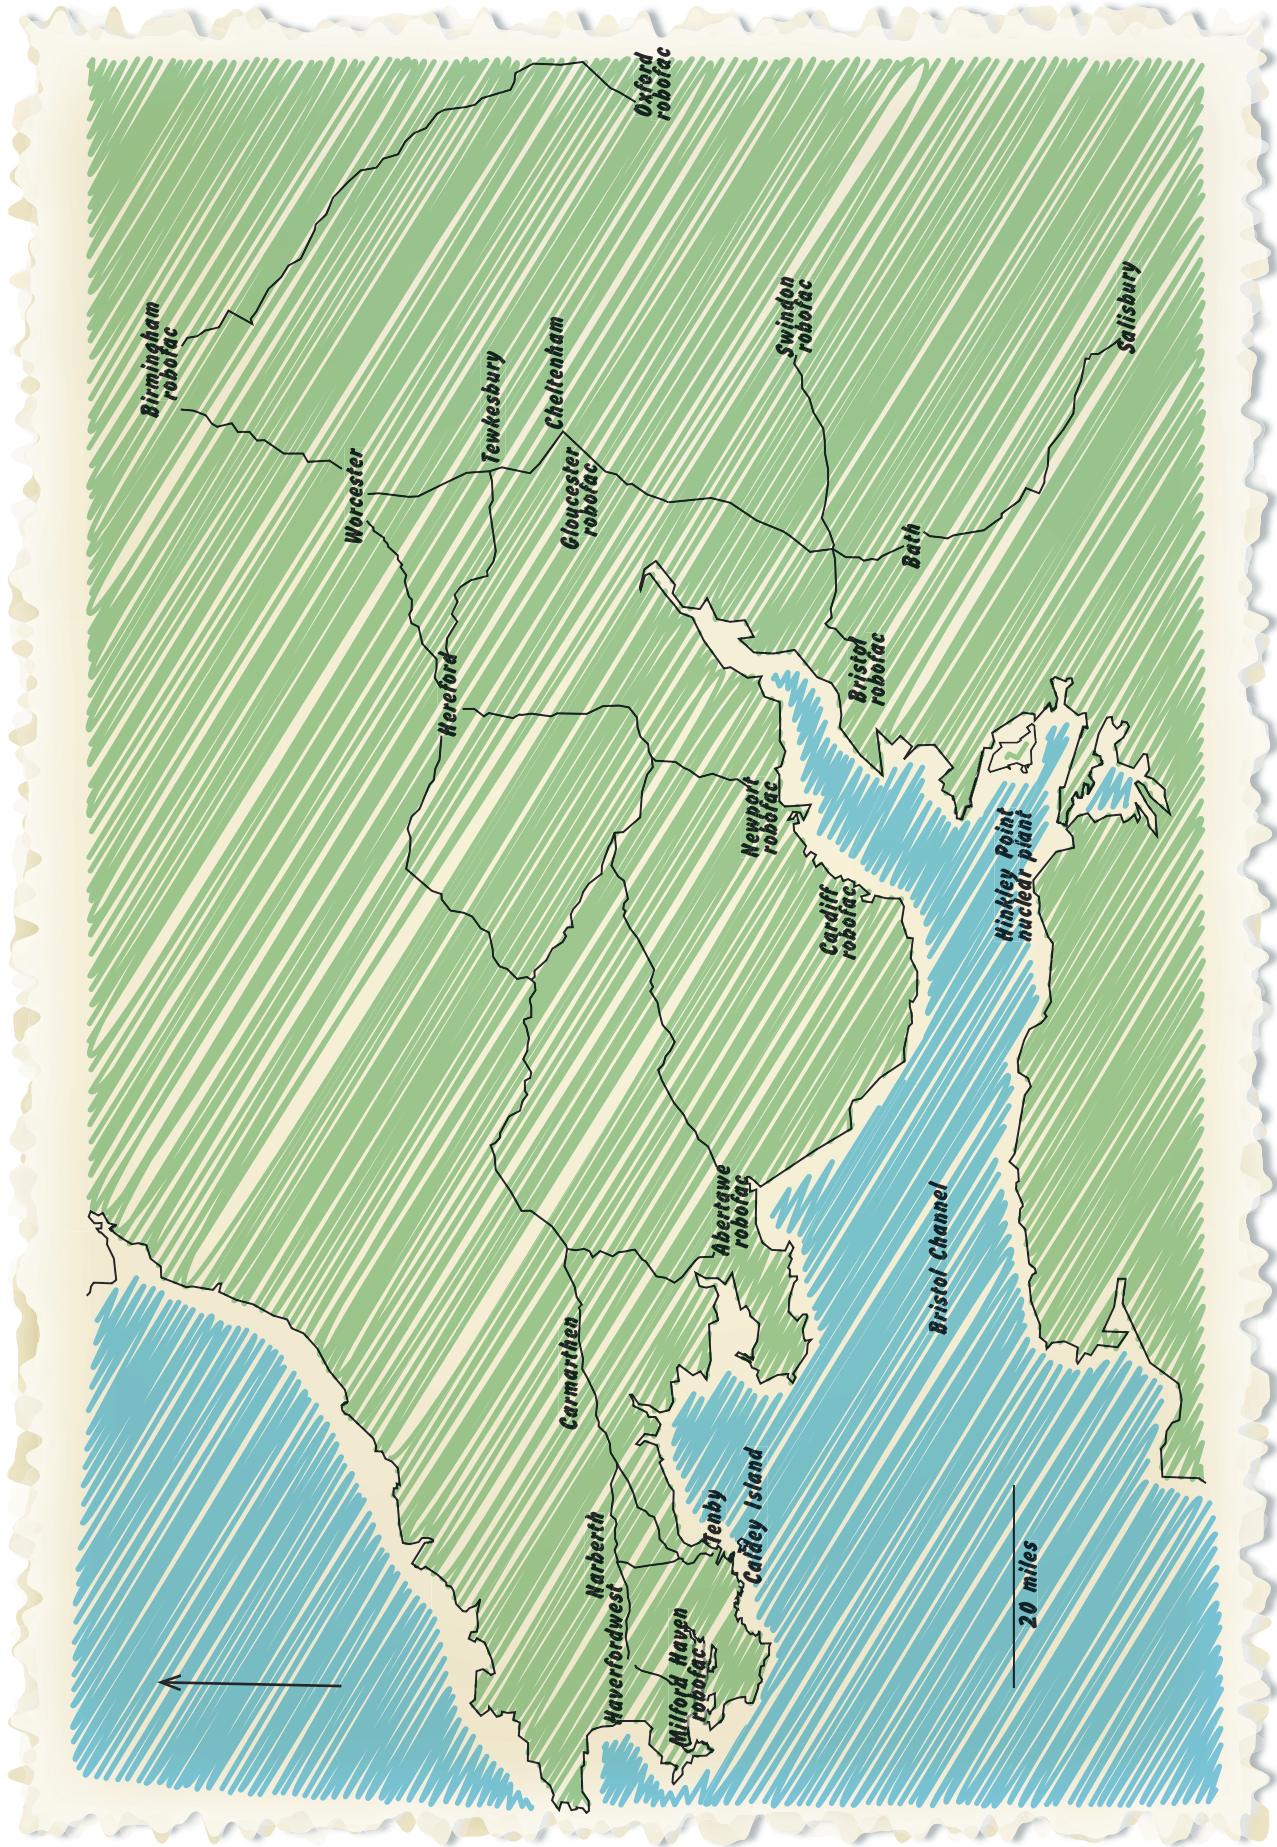 Birmingham
robofac
Oxford
robofac
Worcester
Tewkesbury
Cheltenham
Hereford
Gloucester
robofac
Swindon
robofac
Carmarthen
Narberth
Haverfordwest
Milford Haven
robofac
Tenby
Caldey Island
Abertawe
robofac
Newport
robofac
Cardiff
robofac
Bristol
robofac
Bath
Salisbury
Bristol Channel
Hinkley Point
nuclear plant
20 miles